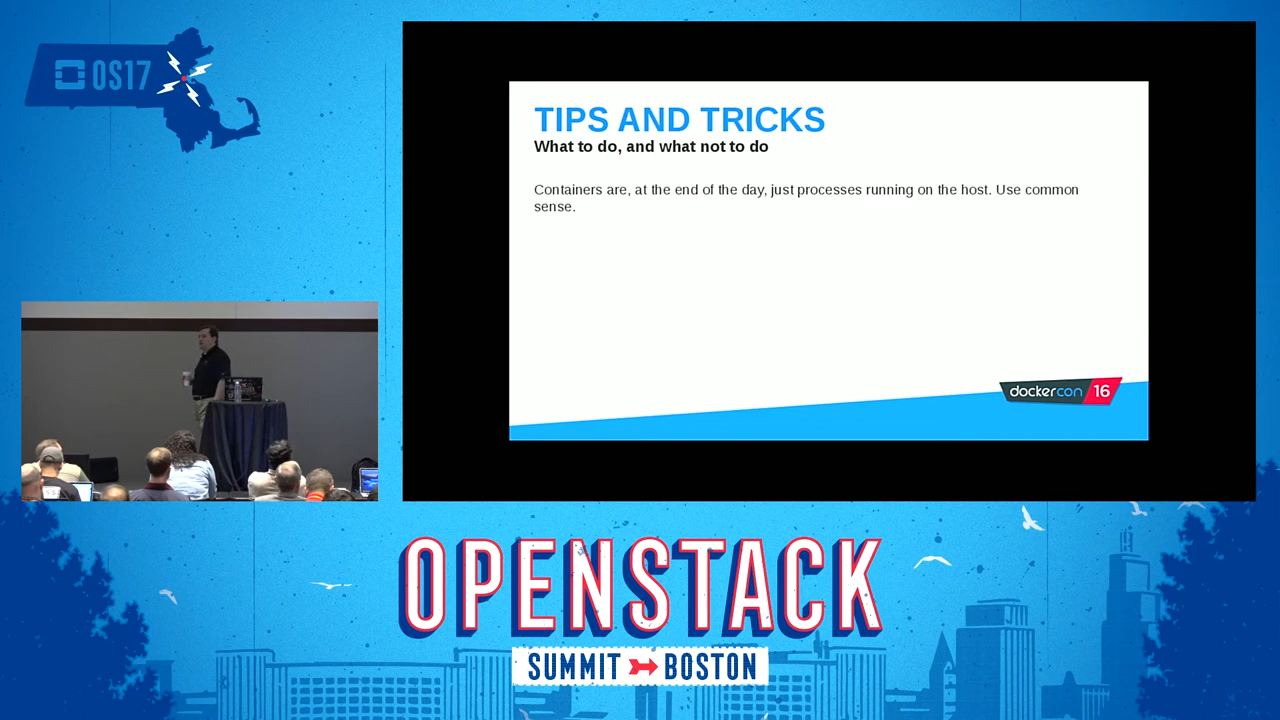 OS17
TIPS AND TRICKS
What to do, and what not to do
Containers are, at the end of the day, just processes running on the host. Use common
sense.
dockercon 16
OPENSTACK
SUMMIT BOSTON